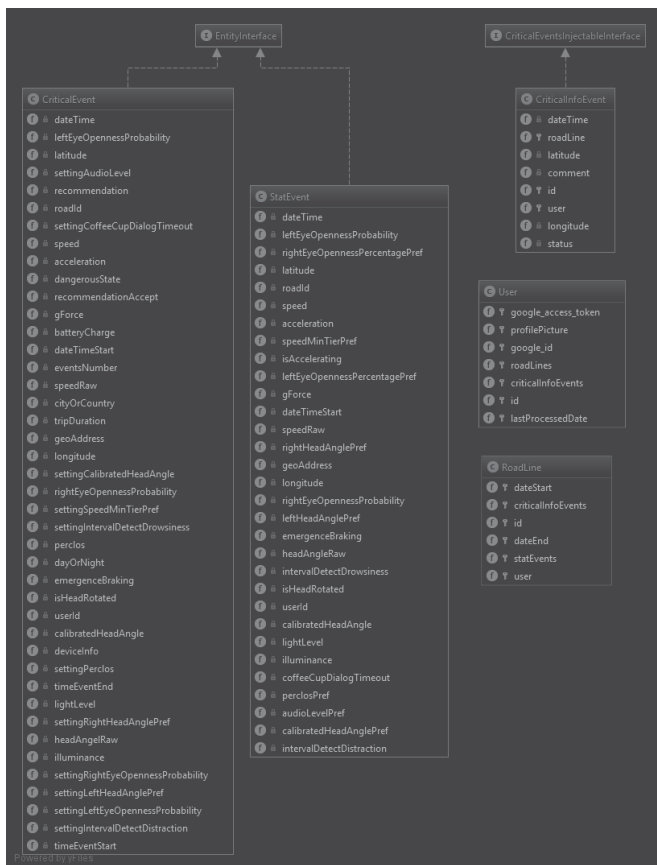 EntityInterface
CriticalEventsInjectableInterface
CriticalEvent
dateTime
leftEyeOpennessProbability
latitude
settingAudioLevel
recommendation
roadId
settingCoffeeCupDialogTimeout
speed
acceleration
dangerousState
recommendationAccept
gForce
batteryCharge
dateTimeStart
eventsNumber
speedRaw
cityOrCountry
tripDuration
geoAddress
longitude
settingCalibratedHeadAngle
rightEyeOpennessProbability
settingSpeedMinTierPref
settingIntervalDetectDrowsiness
perclos
dayOrNight
emergenceBraking
isHeadRotated
userId
calibratedHeadAngle
deviceInfo
settingPerclos
timeEventEnd
lightLevel
settingRightHeadAnglePref
headAngelRaw
illuminance
settingRightEyeOpennessProbability
settingLeftHeadAnglePref
settingLeftEyeOpennessProbability
settingIntervalDetectDistraction
timeEventStart
StatEvent
dateTime
leftEyeOpennessProbability
rightEyeOpennessPercentagePref
latitude
roadId
speed
acceleration
speedMinTierPref
isAccelerating
leftEyeOpennessPercentagePref
gForce
dateTimeStart
speedRaw
rightHeadAnglePref
geoAddress
longitude
rightEyeOpennessProbability
leftHeadAnglePref
emergenceBraking
headAngleRaw
intervalDetectDrowsiness
isHeadRotated
userId
calibratedHeadAngle
lightLevel
illuminance
coffeeCupDialogTimeout
perclosPref
audioLevelPref
calibratedHeadAnglePref
intervalDetectDistraction
CriticalInfoEvent
dateTime
roadLine
latitude
comment
id
user
longitude
status
User
google_access_token
profilePicture
google_id
roadLines
criticalInfoEvents
id
lastProcessedDate
RoadLine
dateStart
criticalInfoEvents
id
dateEnd
statEvents
user
Powered by yFiles